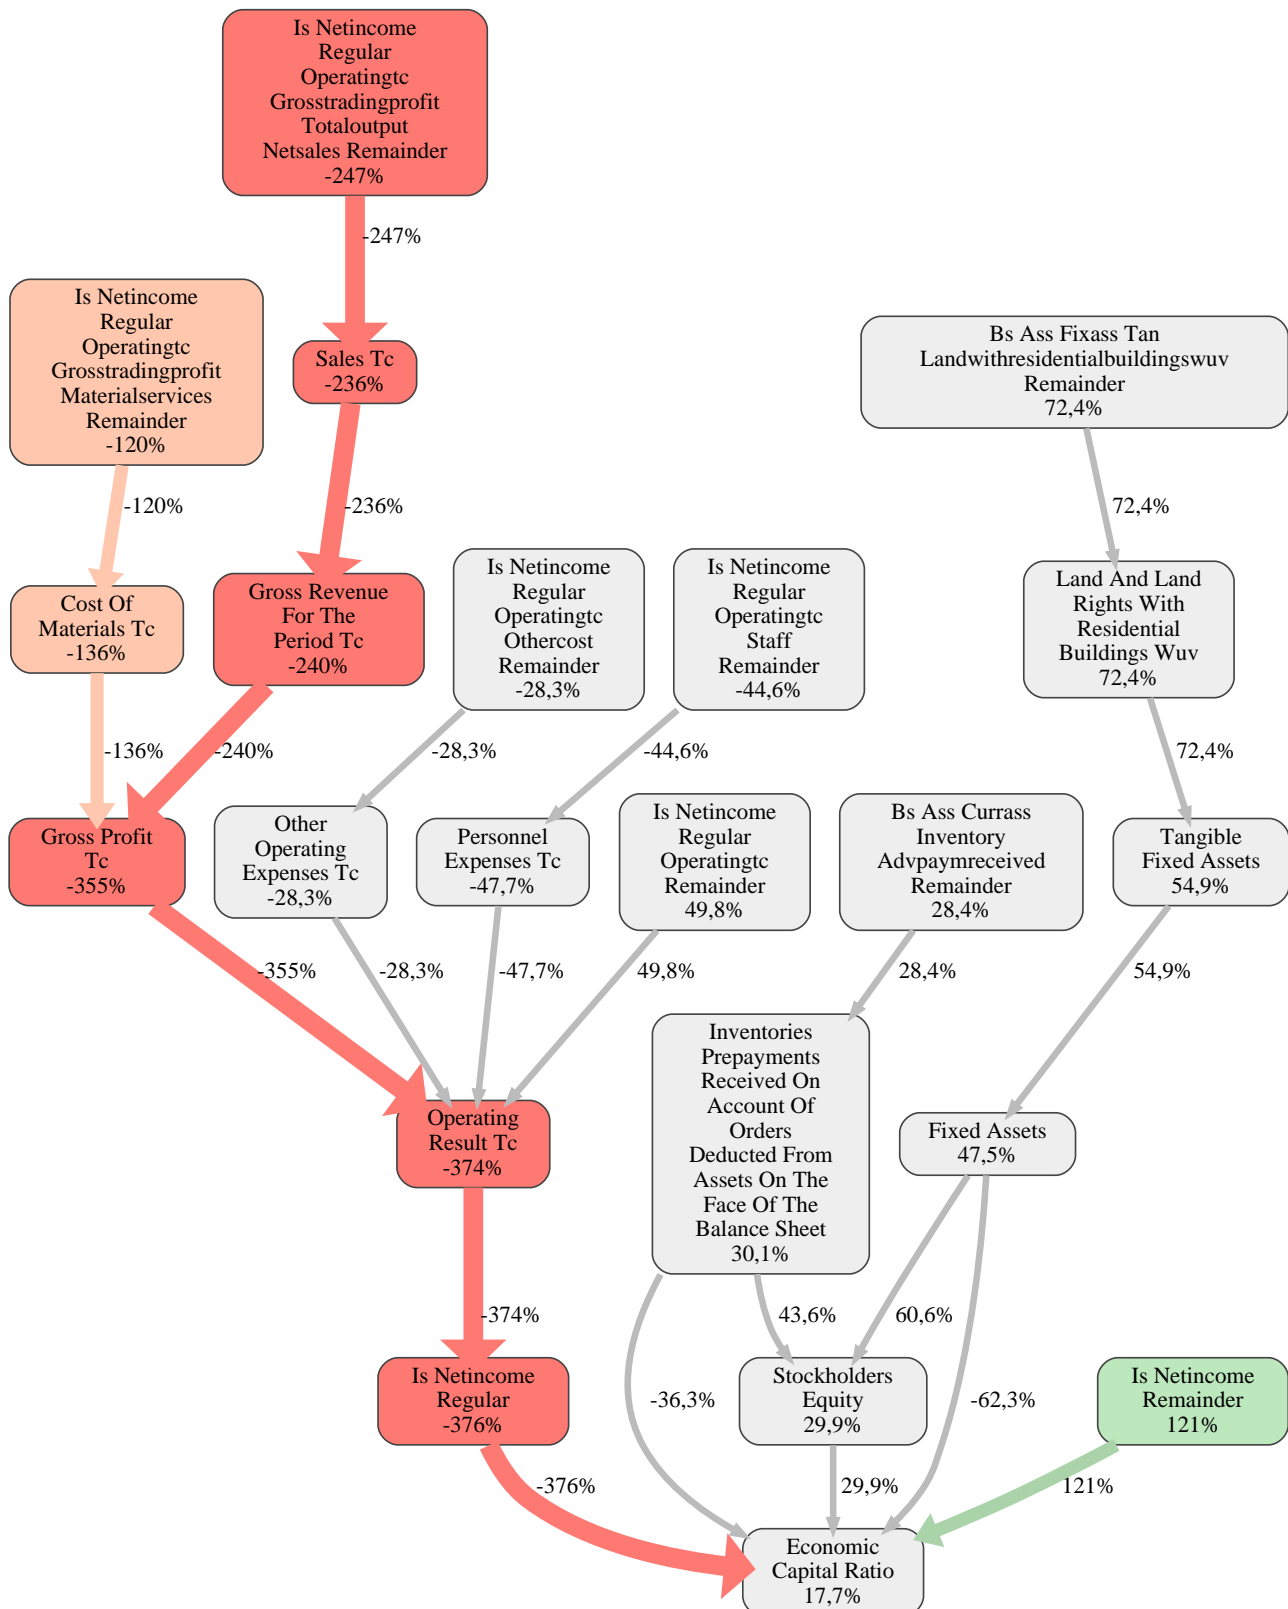 Is Netincome
Regular
Operatingtc
Grosstradingprofit
Totaloutput
Netsales Remainder
-247%
-247%
Is Netincome
Regular
Operatingtc
Grosstradingprofit
Materialservices
Remainder
-120%
Sales Tc
-236%
Bs Ass Fixass Tan
Landwithresidentialbuildingswuv
Remainder
72,4%
-120%
-236%
72,4%
Cost Of
Materials Tc
-136%
Gross Revenue
For The
Period Tc
-240%
Is Netincome
Regular
Operatingtc
Othercost
Remainder
-28,3%
Is Netincome
Regular
Operatingtc
Staff
Remainder
-44,6%
Land And Land
Rights With
Residential
Buildings Wuv
72,4%
-136%
-240%
-28,3%
-44,6%
72,4%
Gross Profit
Tc
-355%
Other
Operating
Expenses Tc
-28,3%
Personnel
Expenses Tc
-47,7%
Is Netincome
Regular
Operatingtc
Remainder
49,8%
Bs Ass Currass
Inventory
Advpaymreceived
Remainder
28,4%
Tangible
Fixed Assets
54,9%
-355%
-28,3%
-47,7%
49,8%
28,4%
54,9%
Operating
Result Tc
-374%
Inventories
Prepayments
Received On
Account Of
Orders
Deducted From
Assets On The
Face Of The
Balance Sheet
30,1%
Fixed Assets
47,5%
-374%
43,6%
60,6%
Is Netincome
Regular
-376%
-36,3%
Stockholders
Equity
29,9%
-62,3%
Is Netincome
Remainder
121%
-376%
29,9%
121%
Economic
Capital Ratio
17,7%